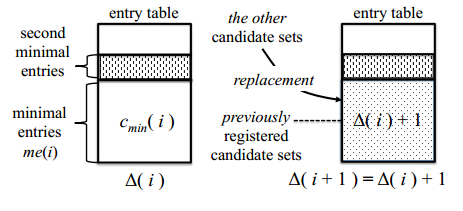 entry table
second
minimal
entries
minimal
entries
me(i)
c_min( i )
Δ( i )
the other
candidate sets
entry table
replacement
previously
registered
candidate sets
Δ( i ) + 1
Δ( i + 1 ) = Δ( i ) + 1